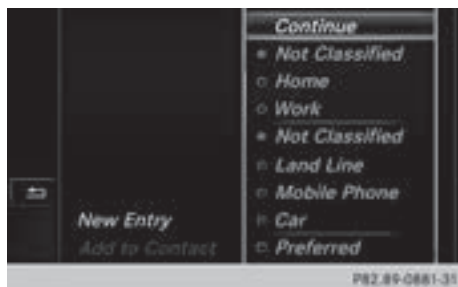 Continue
Not Classified
Home
Work
Not Classified
Land Line
Mobile Phone
New Entry
Car
Add to Contact
Preferred
P82.89-0881-31